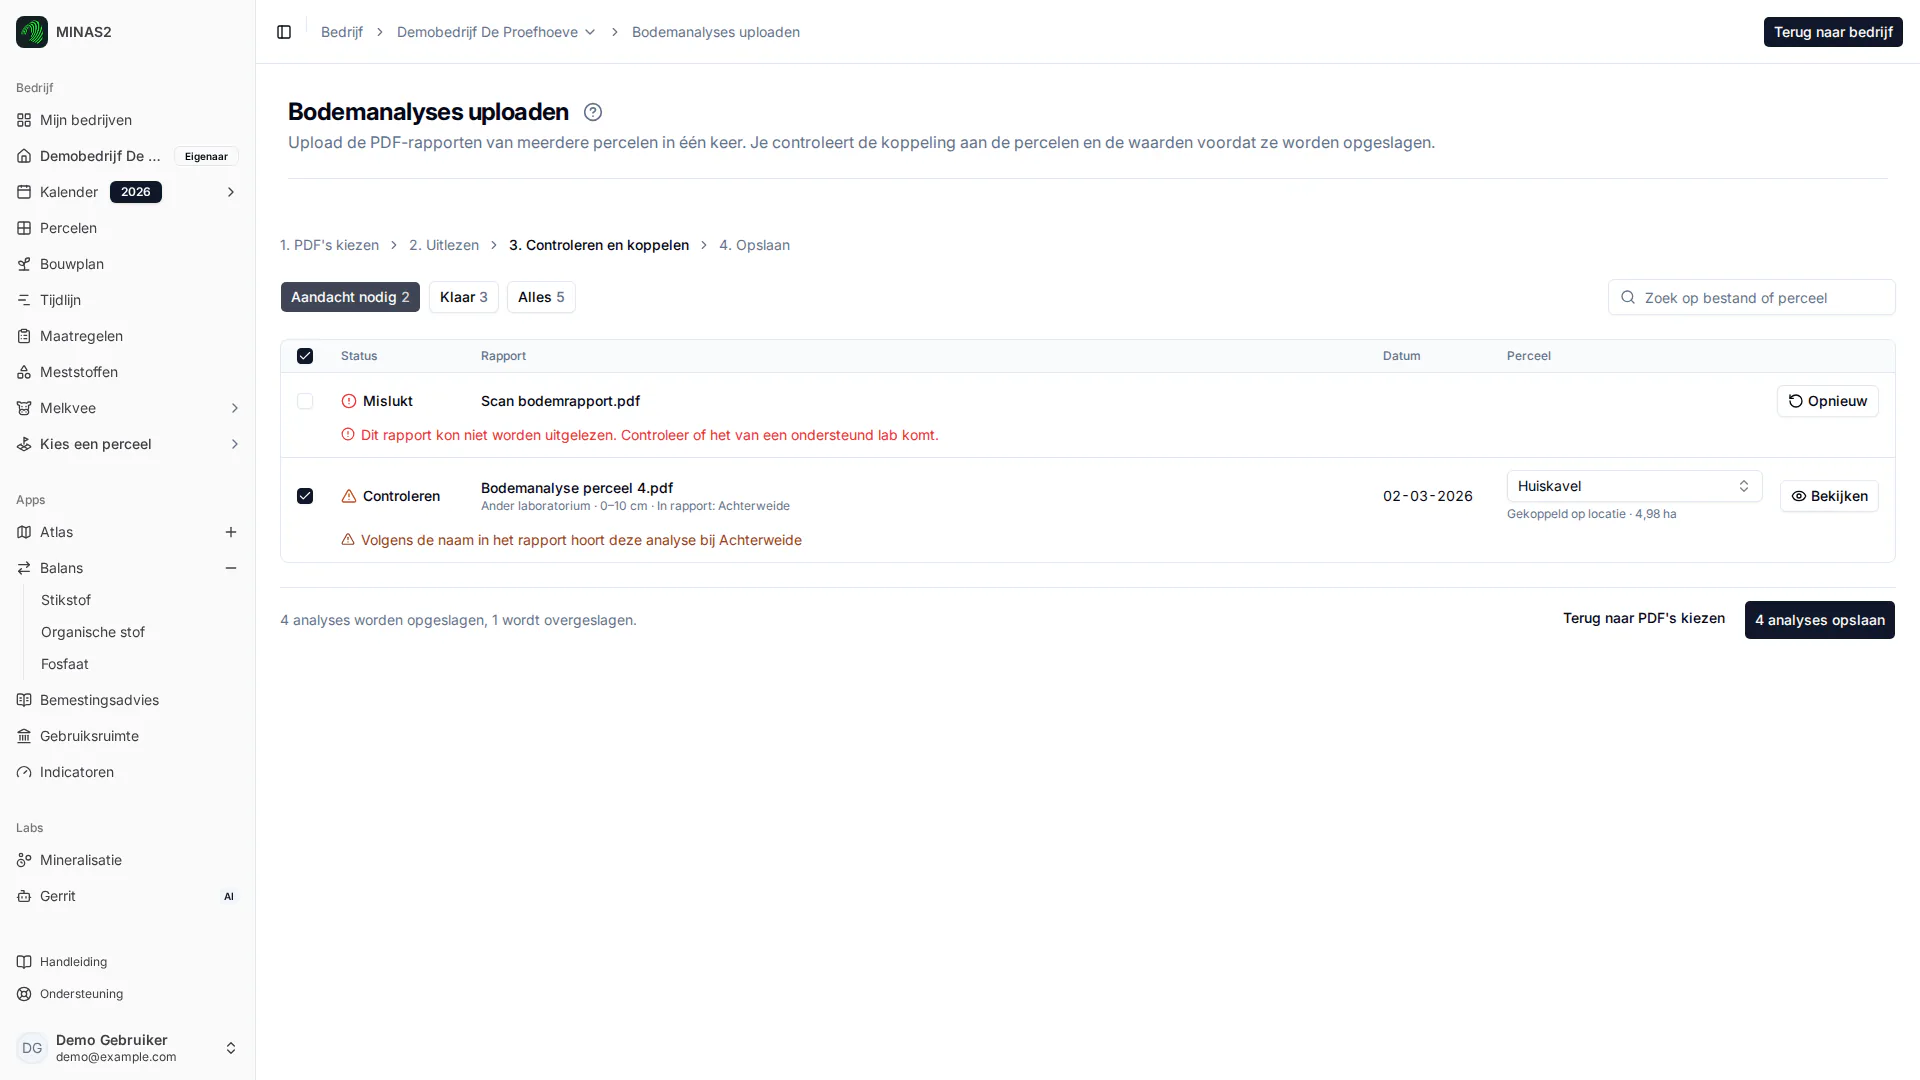 MINAS2
Bedrijf
Mijn bedrijven
Demobedrijf De ... Eigenaar
Kalender 2026
Percelen
Bouwplan
Tijdlijn
Maatregelen
Meststoffen
Melkvee
Kies een perceel
Apps
Atlas
Balans
Stikstof
Organische stof
Fosfaat
Bemestingsadvies
Gebruiksruimte
Indicatoren
Labs
Mineralisatie
Gerrit AI
Handleiding
Ondersteuning
DG Demo Gebruiker
demo@example.com
Bedrijf > Demobedrijf De Proefhoeve > Bodemanalyses uploaden
Terug naar bedrijf
Bodemanalyses uploaden
Upload de PDF-rapporten van meerdere percelen in één keer. Je controleert de koppeling aan de percelen en de waarden voordat ze worden opgeslagen.
1. PDF's kiezen > 2. Uitlezen > 3. Controleren en koppelen > 4. Opslaan
Aandacht nodig 2 Klaar 3 Alles 5
Zoek op bestand of perceel
Status Rapport Datum Perceel
Mislukt Scan bodemrapport.pdf Opnieuw
Dit rapport kon niet worden uitgelezen. Controleer of het van een ondersteund lab komt.
Controleren Bodemanalyse perceel 4.pdf 02-03-2026 Huiskavel Bekijken
Ander laboratorium · 0–10 cm · In rapport: Achterweide
Gekoppeld op locatie · 4,98 ha
Volgens de naam in het rapport hoort deze analyse bij Achterweide
4 analyses worden opgeslagen, 1 wordt overgeslagen.
Terug naar PDF's kiezen
4 analyses opslaan